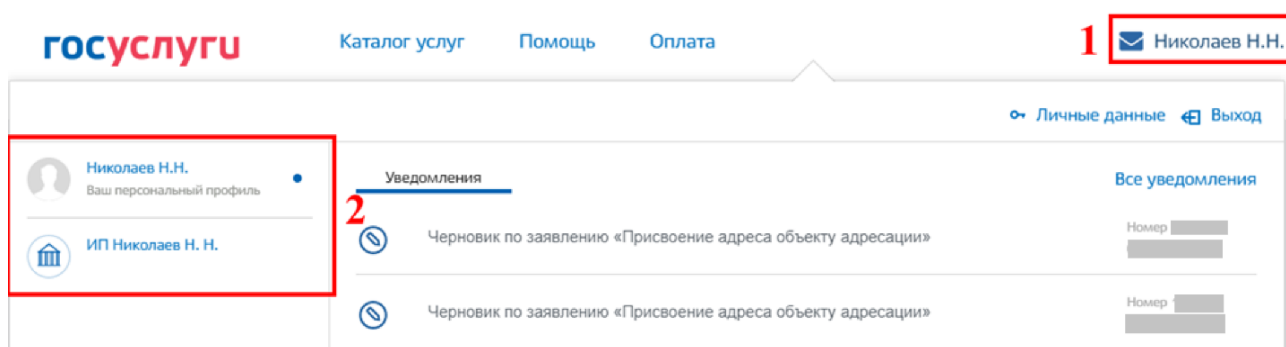 госуслуги Каталог услуг Помощь Оплата 1 Николаев Н.Н.
Личные данные Выход
Николаев Н.Н.
Ваш персональный профиль
2
ИП Николаев Н. Н.
Уведомления Все уведомления
Черновик по заявлению «Присвоение адреса объекту адресации» Номер
Черновик по заявлению «Присвоение адреса объекту адресации» Номер